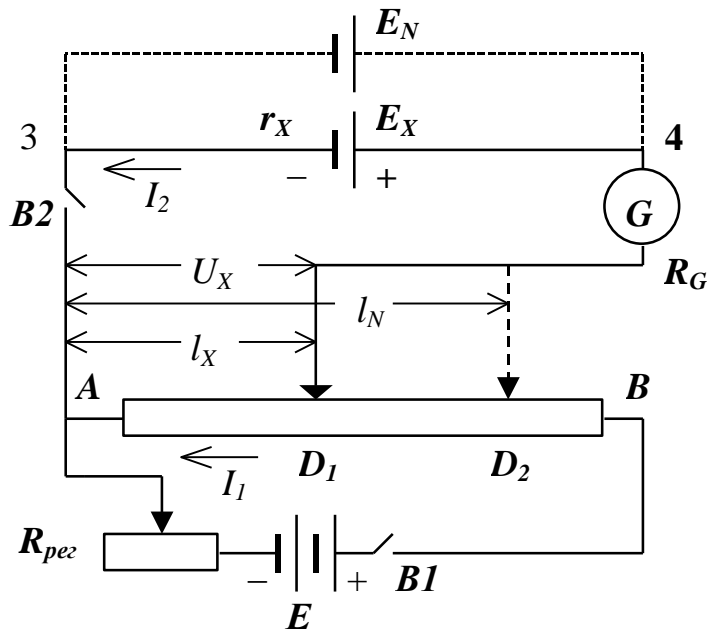 E_N
3 r_X E_X 4
− +
I_2
B2 G
U_X R_G
l_N
l_X
A B
D_1 D_2
I_1
R_рег
− + B1
E